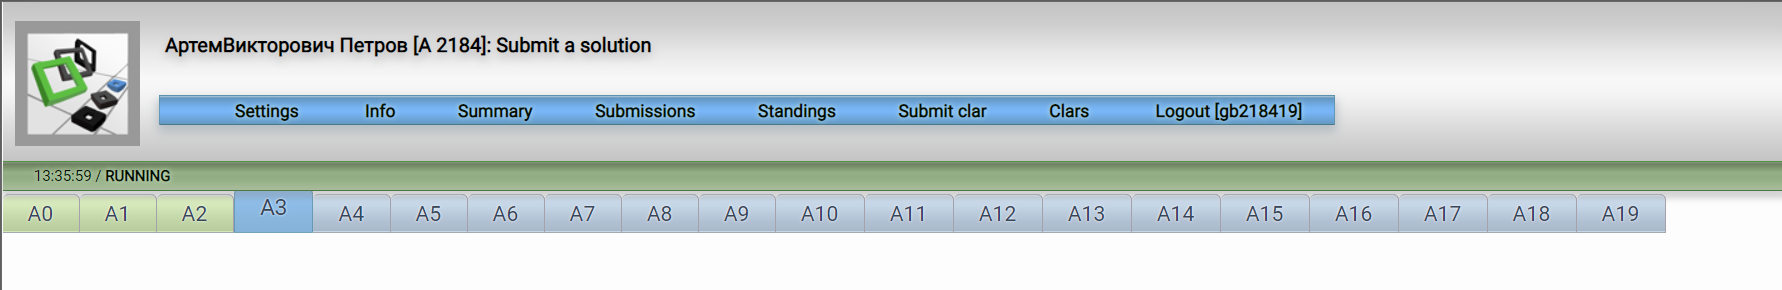 АртемВикторович Петров [A 2184]: Submit a solution
Settings Info Summary Submissions Standings Submit clar Clars Logout [gb218419]
13:35:59 / RUNNING
A0 A1 A2 A3 A4 A5 A6 A7 A8 A9 A10 A11 A12 A13 A14 A15 A16 A17 A18 A19